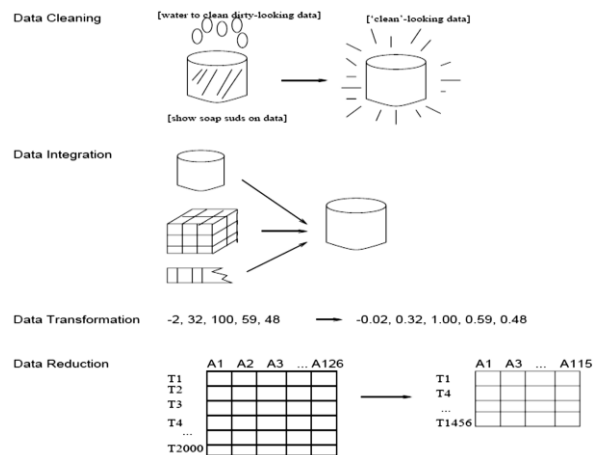 Data Cleaning
[water to clean dirty-looking data]
['clean'-looking data]
[show soap suds on data]
Data Integration
Data Transformation
-2, 32, 100, 59, 48
-0.02, 0.32, 1.00, 0.59, 0.48
Data Reduction
A1 A2 A3 ... A126
T1
T2
T3
T4
...
T2000
A1 A3 ... A115
T1
T4
...
T1456